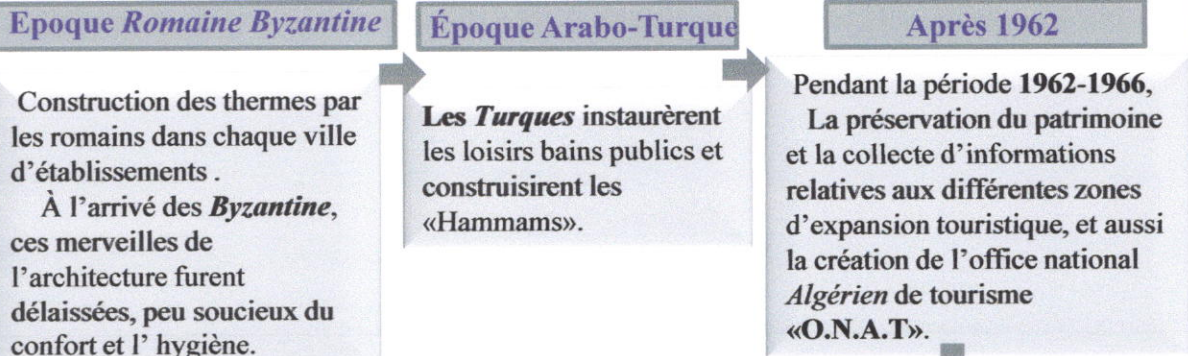 Epoque Romaine Byzantine
Construction des thermes par
les romains dans chaque ville
d'établissements .
À l'arrivé des Byzantine,
ces merveilles de
l'architecture furent
délaissées, peu soucieux du
confort et l' hygiène.
Époque Arabo-Turque
Les Turques instaurèrent
les loisirs bains publics et
construisirent les
«Hammams».
Après 1962
Pendant la période 1962-1966,
La préservation du patrimoine
et la collecte d'informations
relatives aux différentes zones
d'expansion touristique, et aussi
la création de l'office national
Algérien de tourisme
«O.N.A.T».